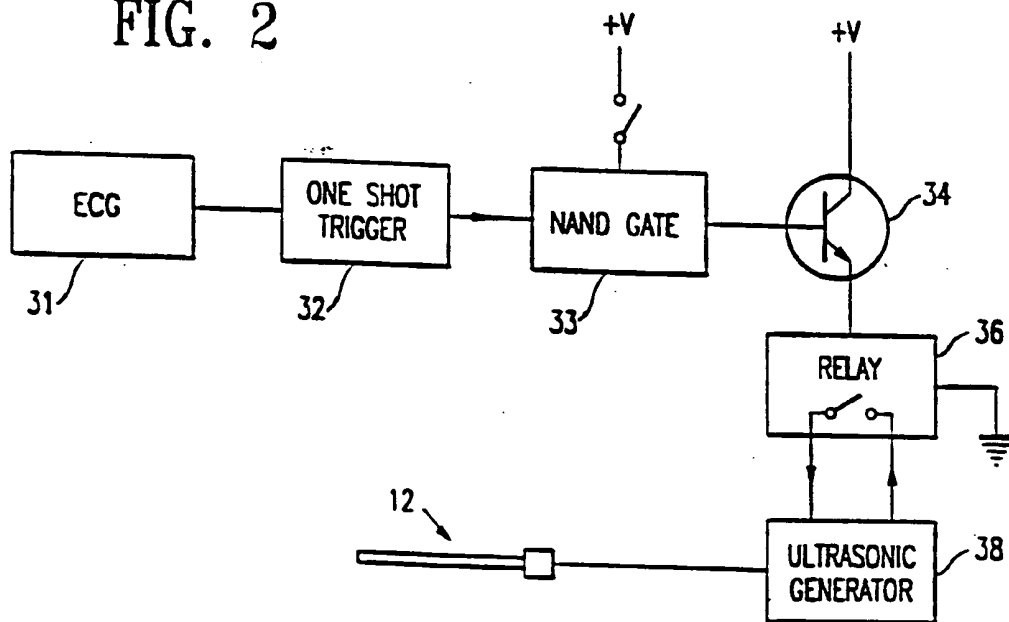 FIG. 2
+V
+V
ECG
ONE SHOT
TRIGGER
NAND GATE
34
31
32
33
36
RELAY
12
ULTRASONIC
GENERATOR
38